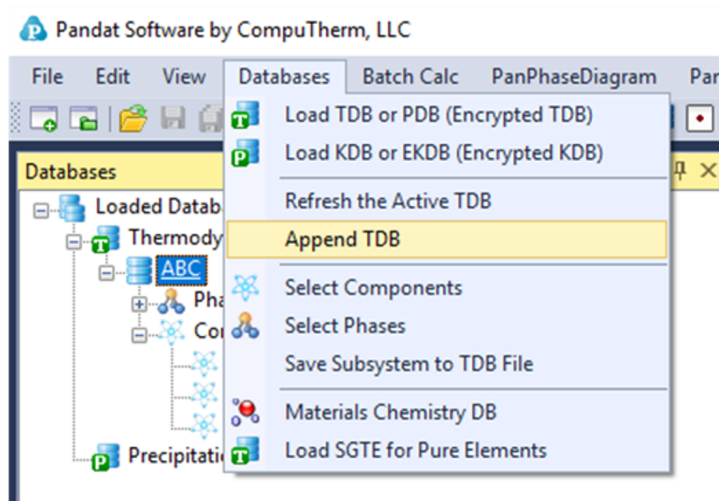 Pandat Software by CompuTherm, LLC
File Edit View Databases Batch Calc PanPhaseDiagram
Load TDB or PDB (Encrypted TDB)
Load KDB or EKDB (Encrypted KDB)
Refresh the Active TDB
Append TDB
Select Components
Select Phases
Save Subsystem to TDB File
Materials Chemistry DB
Load SGTE for Pure Elements
Databases
Loaded Datab
Thermody
ABC
Pha
Cor
Precipitati